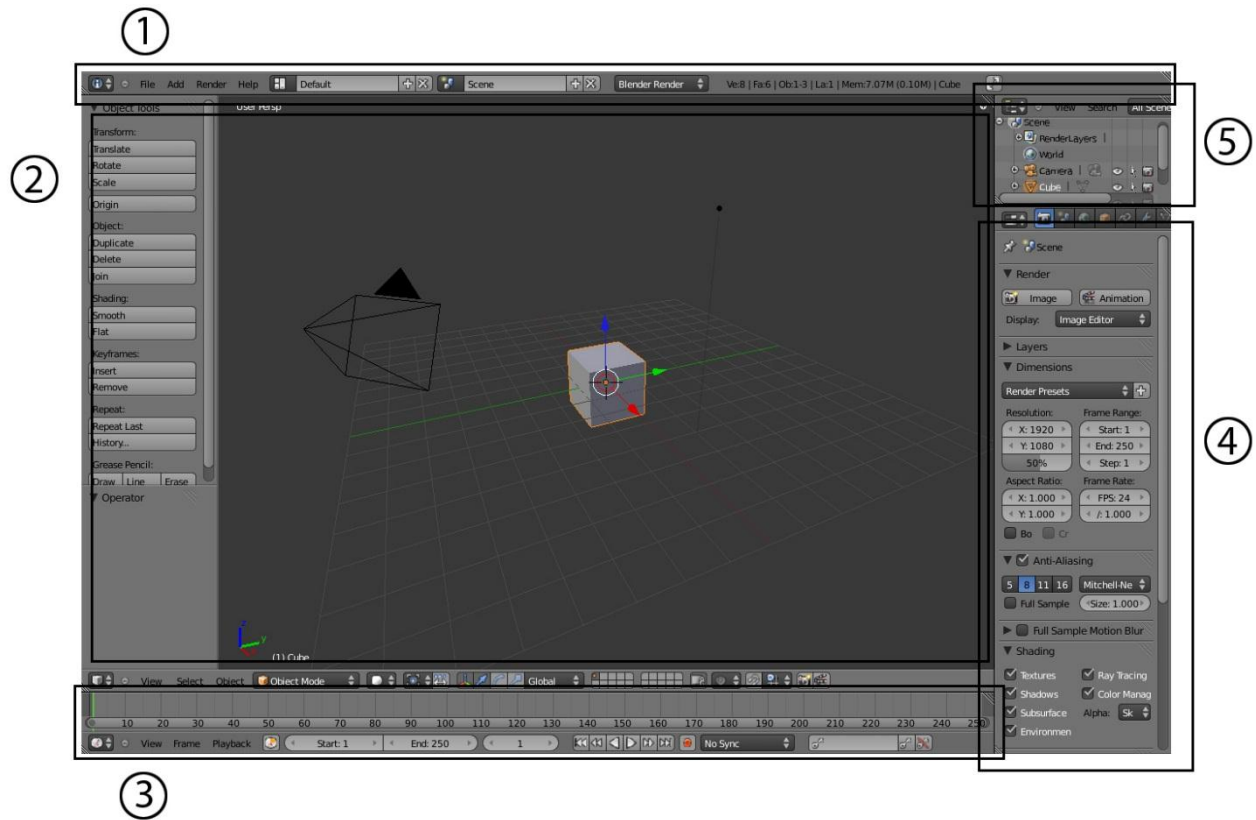 1
File Add Render Help Default Scene Blender Render Ve:8 | Fa:6 | Ob:1-3 | La:1 | Mem:7.07M (0.10M) | Cube
2
Object Tools
Transform:
Translate
Rotate
Scale
Origin
Object:
Duplicate
Delete
Join
Shading:
Smooth
Flat
Keyframes:
Insert
Remove
Repeat:
Repeat Last
History...
Grease Pencil:
Draw Line Erase
Operator
User Persp
z
y
(1) Cube
View Select Object Object Mode Global
3
10 20 30 40 50 60 70 80 90 100 110 120 130 140 150 160 170 180 190 200 210 220 230 240 250
View Frame Playback Start: 1 End: 250 1 No Sync
5
View Search All Scene
Scene
RenderLayers |
World
Camera |
Cube |
4
Scene
Render
Image Animation
Display: Image Editor
Layers
Dimensions
Render Presets
Resolution: Frame Range:
X: 1920 Start: 1
Y: 1080 End: 250
50% Step: 1
Aspect Ratio: Frame Rate:
X: 1.000 FPS: 24
Y: 1.000 /: 1.000
Bo Cr
Anti-Aliasing
5 8 11 16 Mitchell-Ne
Full Sample Size: 1.000
Full Sample Motion Blur
Shading
Textures Ray Tracing
Shadows Color Manag
Subsurface Alpha: Sk
Environmen